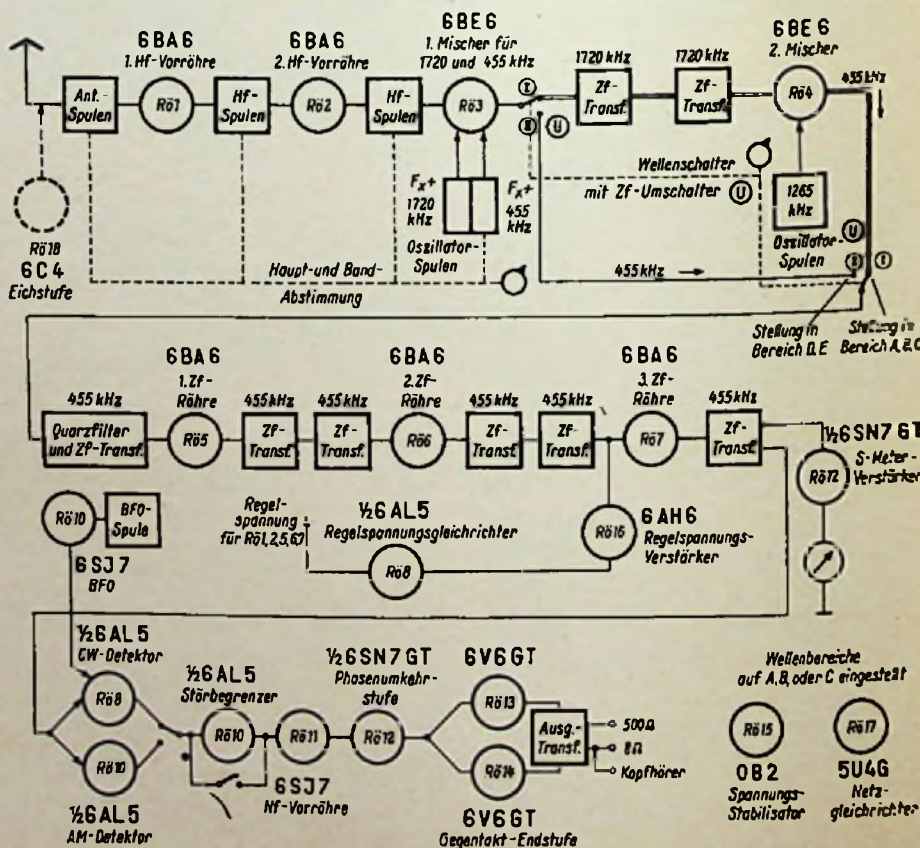 6BA6
1. Hf-Vorröhre
6BA6
2. Hf-Vorröhre
6BE6
1. Mischer für
1720 und 455 kHz
6BE6
2. Mischer
1720 kHz
1720 kHz
455 kHz
Ant.-
Spulen
Rö1
Hf-
Spulen
Rö2
Hf-
Spulen
Rö3
I
II
U
Zf-
Transf.
Zf-
Transf.
Rö4
Rö18
6C4
Eichstufe
Fx+
1720
kHz
Fx+
455
kHz
Oszillator-
Spulen
Wellenschalter
mit Zf-Umschalter U
1265
kHz
Oszillator-
Spulen
U
II
I
Haupt- und Band-
Abstimmung
455 kHz →
Stellung in
Bereich D,E
Stellung in
Bereich A,B,C
455 kHz
Quarzfilter
und Zf-Transf.
6BA6
1. Zf-
Röhre
Rö5
455 kHz
Zf-
Transf.
455 kHz
Zf-
Transf.
6BA6
2. Zf-
Röhre
Rö6
455 kHz
Zf-
Transf.
455 kHz
Zf-
Transf.
6BA6
3. Zf-
Röhre
Rö7
455 kHz
Zf-
Transf.
½6SN7GT
S-Meter-
Verstärker
Rö12
Rö10
BFO-
Spule
6SJ7
BFO
Regel-
spannung
für Rö1,2,5,6,7
½6AL5
Regelspannungsgleichrichter
Rö8
Rö16
6AH6
Regelspannungs-
Verstärker
½6AL5
CW-Detektor
Rö8
Rö10
½6AL5
AM-Detektor
½6AL5
Störbegrenzer
Rö10
Rö11
6SJ7
Nf-Vorröhre
½6SN7GT
Phasenumkehr-
stufe
Rö12
6V6GT
Rö13
Rö14
6V6GT
Gegentakt-Endstufe
Ausg.-
Transf.
500Ω
8Ω
Kopfhörer
Wellenbereiche
auf A,B, oder C eingestellt
Rö15
0B2
Spannungs-
Stabilisator
Rö17
5U4G
Netz-
gleichrichter